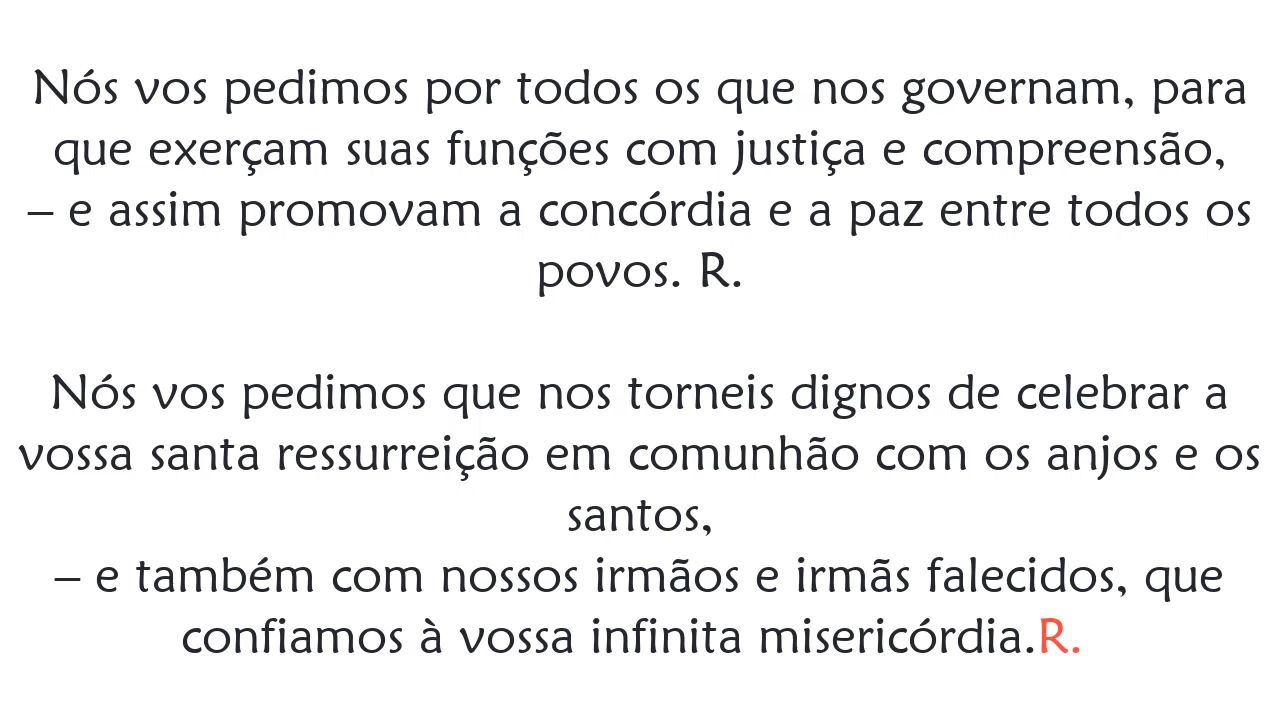 Nós vos pedimos por todos os que nos governam, para
que exerçam suas funções com justiça e compreensão,
– e assim promovam a concórdia e a paz entre todos os
povos. R.
Nós vos pedimos que nos torneis dignos de celebrar a
vossa santa ressurreição em comunhão com os anjos e os
santos,
– e também com nossos irmãos e irmãs falecidos, que
confiamos à vossa infinita misericórdia.R.